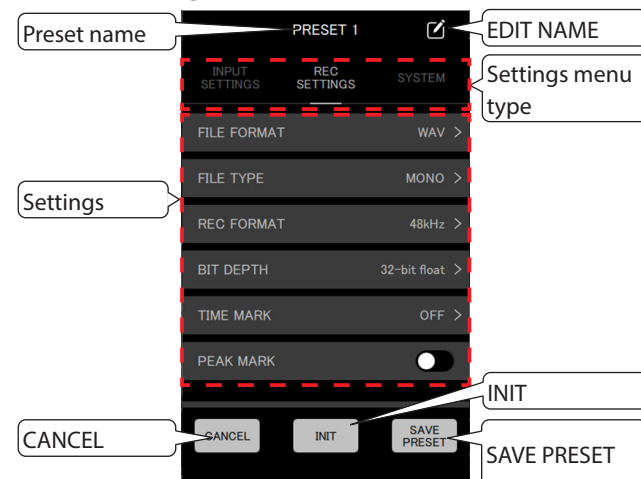 Preset name
PRESET 1
EDIT NAME
INPUT
SETTINGS
REC
SETTINGS
SYSTEM
Settings menu
type
Settings
FILE FORMAT WAV >
FILE TYPE MONO >
REC FORMAT 48kHz >
BIT DEPTH 32-bit float >
TIME MARK OFF >
PEAK MARK
INIT
CANCEL
CANCEL
INIT
SAVE
PRESET
SAVE PRESET